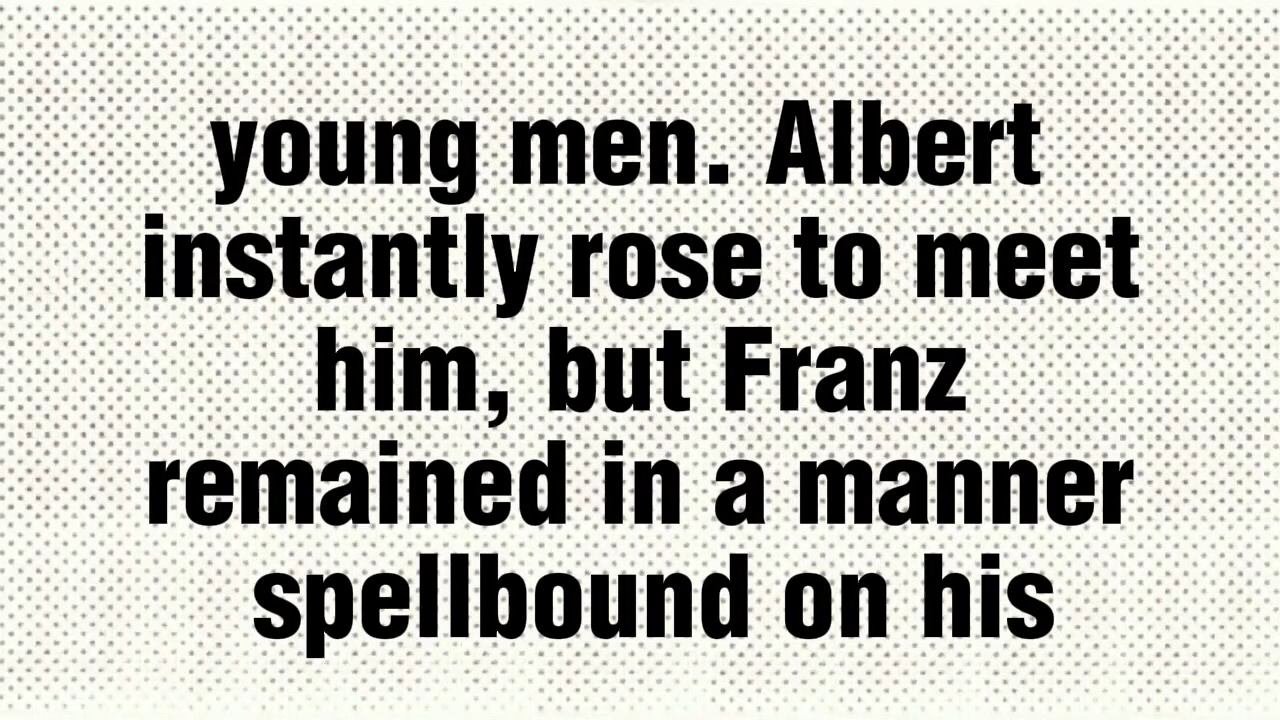 young men. Albert
instantly rose to meet
him, but Franz
remained in a manner
spellbound on his